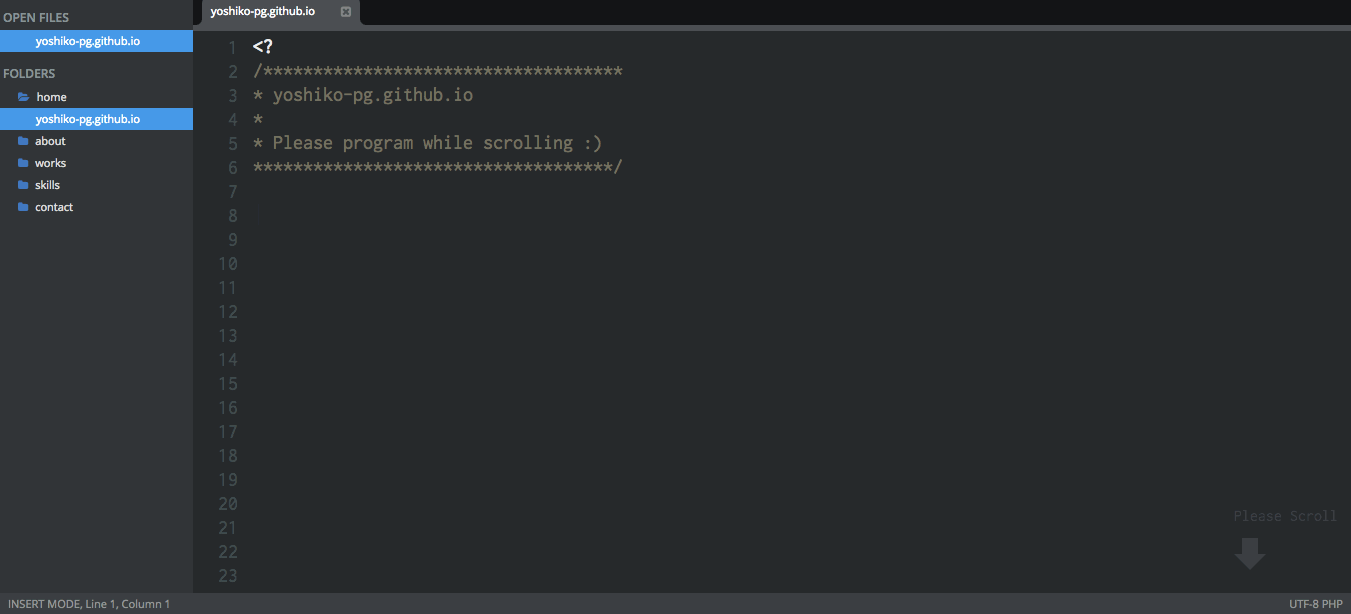 OPEN FILES
yoshiko-pg.github.io
FOLDERS
home
yoshiko-pg.github.io
about
works
skills
contact
yoshiko-pg.github.io
1 <?
2 /************************************
3 * yoshiko-pg.github.io
4 *
5 * Please program while scrolling :)
6 ************************************/
7
8
9
10
11
12
13
14
15
16
17
18
19
20
21
22
23
Please Scroll
INSERT MODE, Line 1, Column 1
UTF-8 PHP